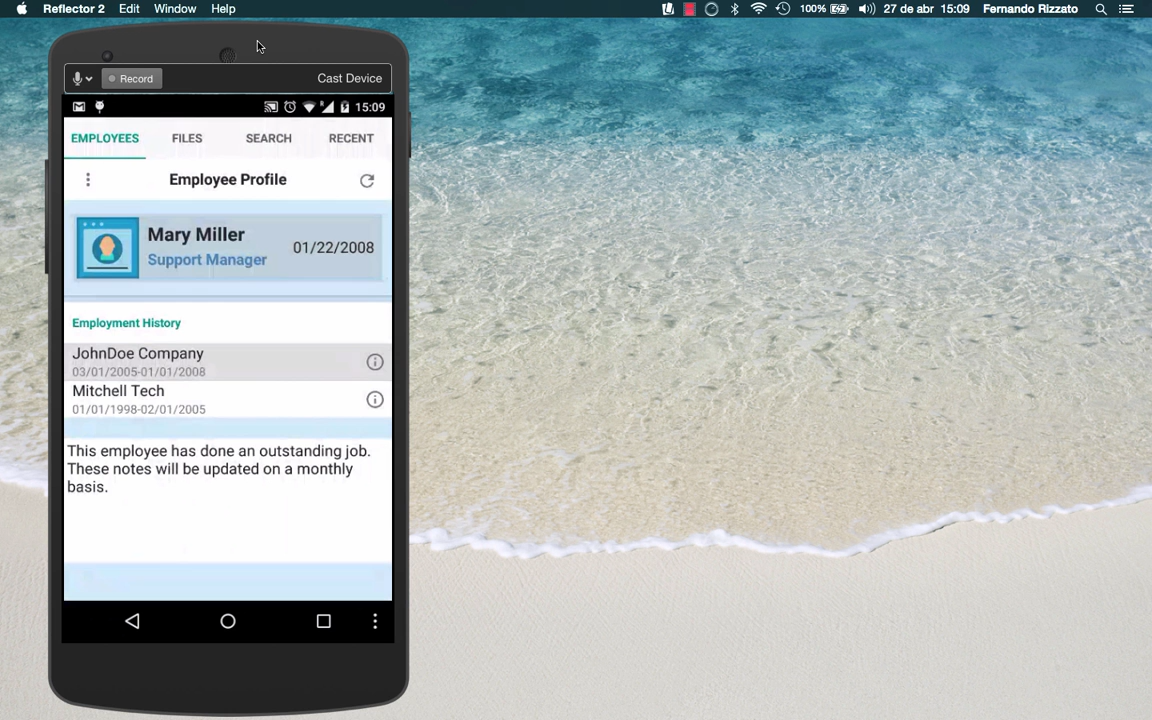 Reflector 2 Edit Window Help 100% 27 de abr 15:09 Fernando Rizzato
Record Cast Device
15:09
EMPLOYEES FILES SEARCH RECENT
Employee Profile
Mary Miller
Support Manager
01/22/2008
Employment History
JohnDoe Company
03/01/2005-01/01/2008
Mitchell Tech
01/01/1998-02/01/2005
This employee has done an outstanding job.
These notes will be updated on a monthly
basis.